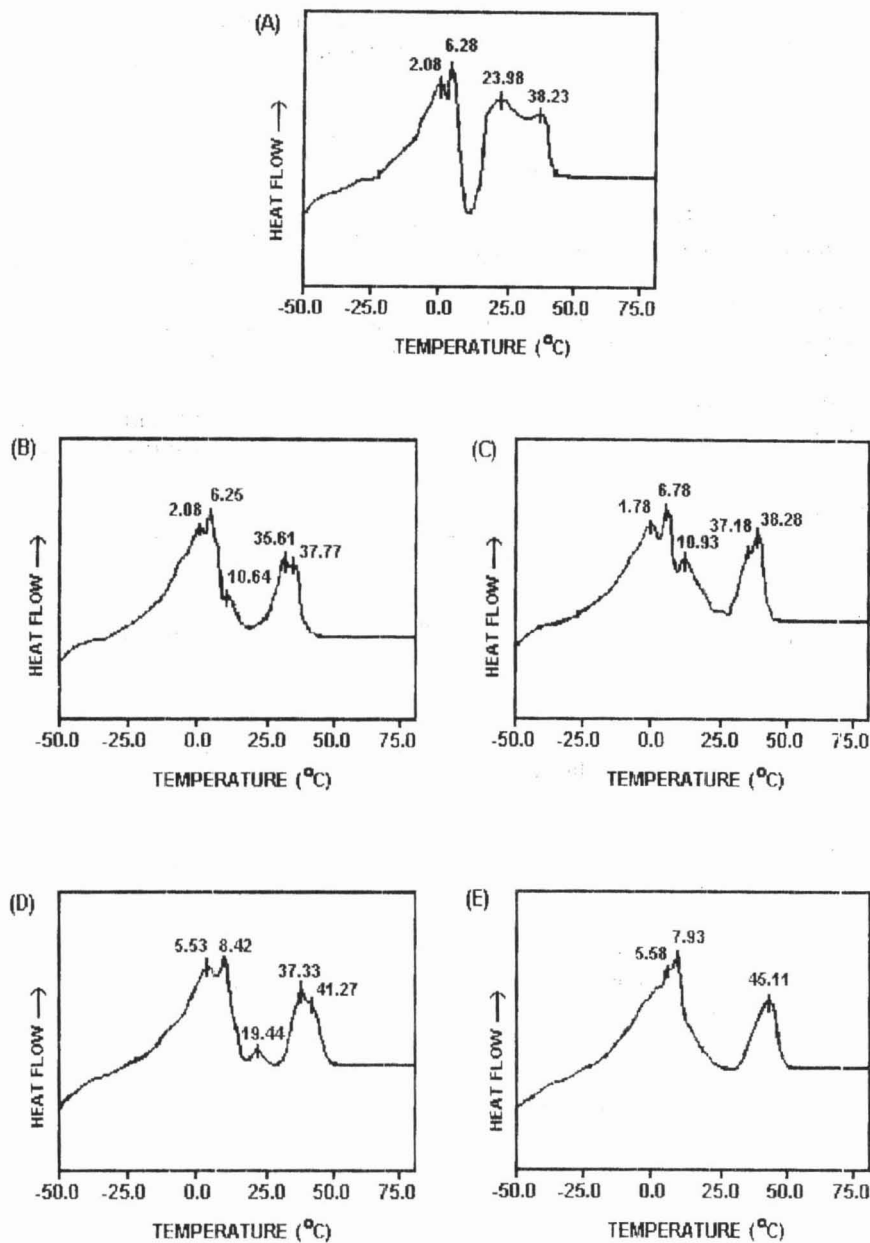 (A)
6.28
2.08
23.98
38.23
HEAT FLOW →
-50.0 -25.0 0.0 25.0 50.0 75.0
TEMPERATURE (°C)
(B)
6.25
2.08
35.61
37.77
10.64
HEAT FLOW →
-50.0 -25.0 0.0 25.0 50.0 75.0
TEMPERATURE (°C)
(C)
6.78
1.78
38.28
37.18
10.93
HEAT FLOW →
-50.0 -25.0 0.0 25.0 50.0 75.0
TEMPERATURE (°C)
(D)
5.53 8.42
37.33
41.27
19.44
HEAT FLOW →
-50.0 -25.0 0.0 25.0 50.0 75.0
TEMPERATURE (°C)
(E)
7.93
5.58
45.11
HEAT FLOW →
-50.0 -25.0 0.0 25.0 50.0 75.0
TEMPERATURE (°C)